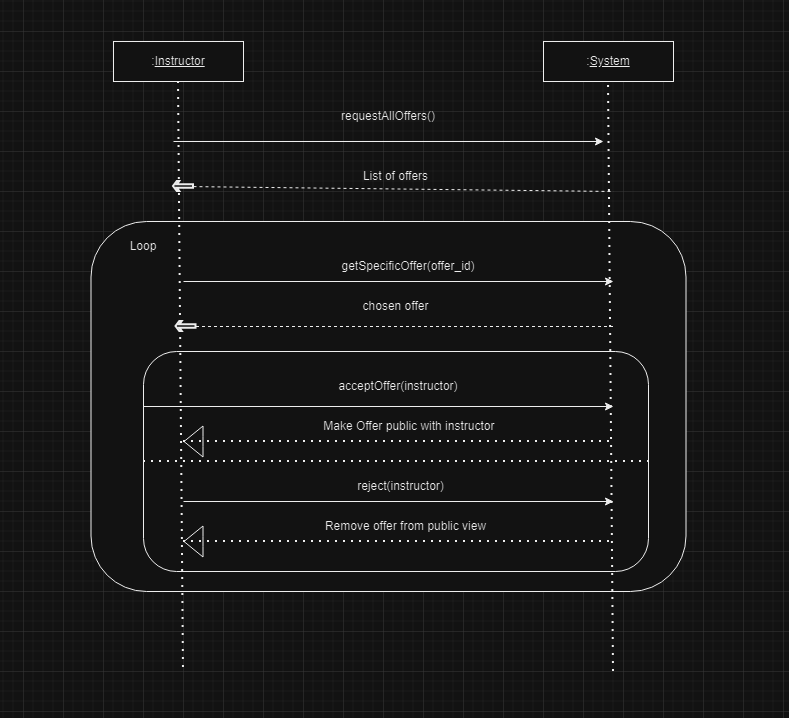 :Instructor
:System
requestAllOffers()
List of offers
Loop
getSpecificOffer(offer_id)
chosen offer
acceptOffer(instructor)
Make Offer public with instructor
reject(instructor)
Remove offer from public view